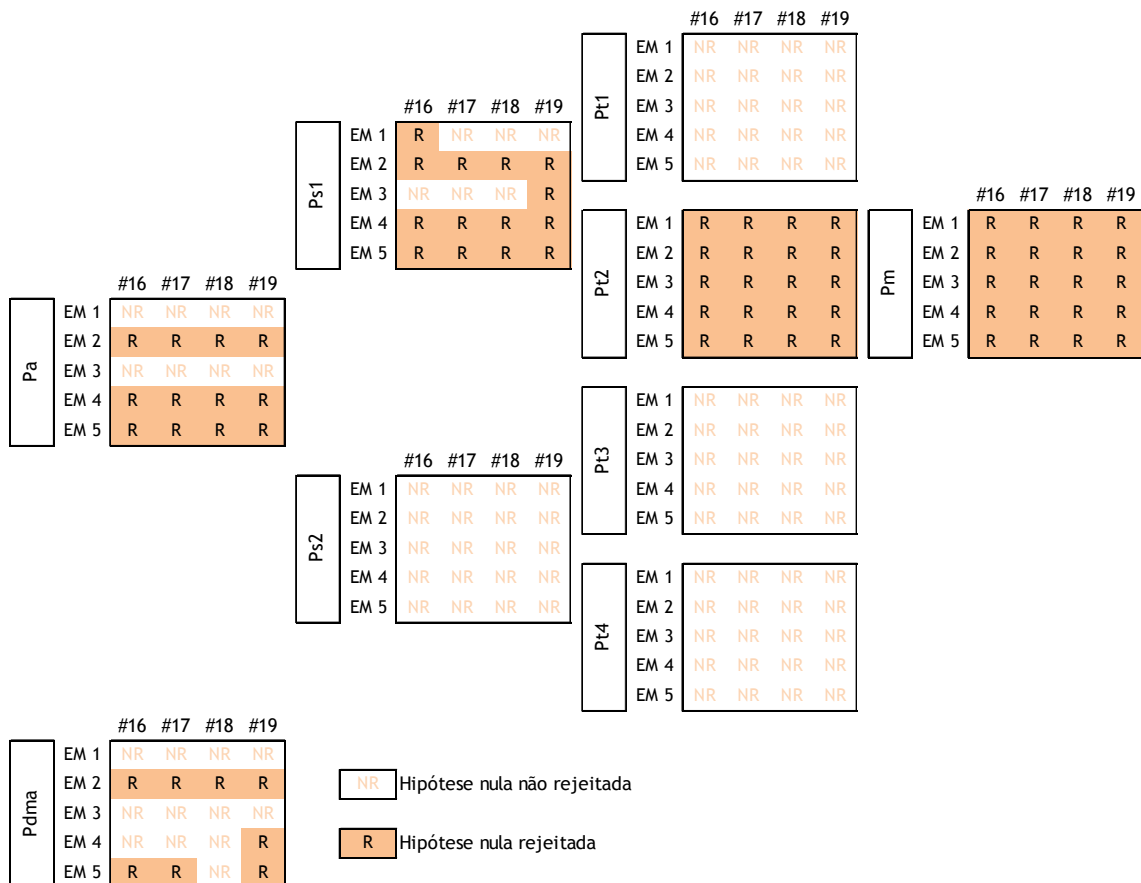 #16 #17 #18 #19
Pt1
EM 1 NR NR NR NR
EM 2 NR NR NR NR
EM 3 NR NR NR NR
EM 4 NR NR NR NR
EM 5 NR NR NR NR
#16 #17 #18 #19
Ps1
EM 1 R NR NR NR
EM 2 R R R R
EM 3 NR NR NR R
EM 4 R R R R
EM 5 R R R R
Pt2
EM 1 R R R R
EM 2 R R R R
EM 3 R R R R
EM 4 R R R R
EM 5 R R R R
#16 #17 #18 #19
Pm
EM 1 R R R R
EM 2 R R R R
EM 3 R R R R
EM 4 R R R R
EM 5 R R R R
#16 #17 #18 #19
Pa
EM 1 NR NR NR NR
EM 2 R R R R
EM 3 NR NR NR NR
EM 4 R R R R
EM 5 R R R R
Pt3
EM 1 NR NR NR NR
EM 2 NR NR NR NR
EM 3 NR NR NR NR
EM 4 NR NR NR NR
EM 5 NR NR NR NR
#16 #17 #18 #19
Ps2
EM 1 NR NR NR NR
EM 2 NR NR NR NR
EM 3 NR NR NR NR
EM 4 NR NR NR NR
EM 5 NR NR NR NR
Pt4
EM 1 NR NR NR NR
EM 2 NR NR NR NR
EM 3 NR NR NR NR
EM 4 NR NR NR NR
EM 5 NR NR NR NR
#16 #17 #18 #19
Pdma
EM 1 NR NR NR NR
EM 2 R R R R
EM 3 NR NR NR NR
EM 4 NR NR NR R
EM 5 R R NR R
NR Hipótese nula não rejeitada
R Hipótese nula rejeitada